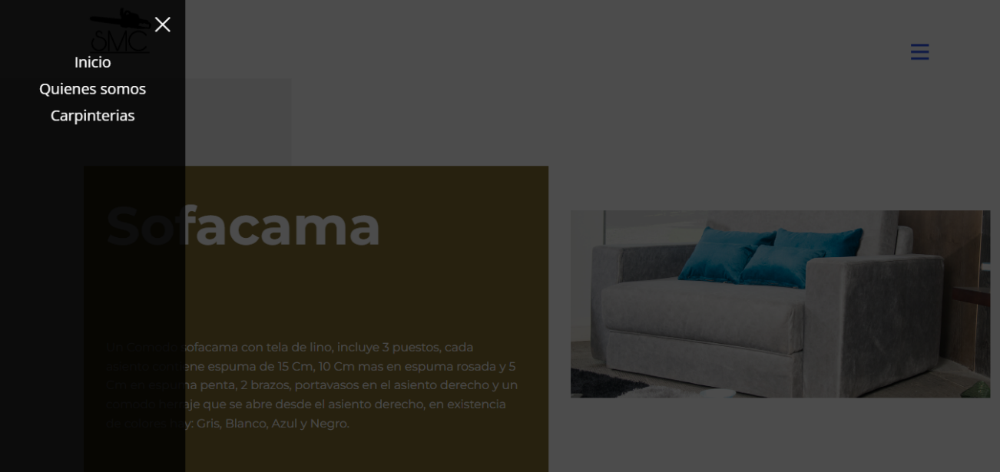 SMC
Inicio
Quienes somos
Carpinterias
Sofacama
Un Comodo sofacama con tela de lino, incluye 3 puestos, cada
asiento contiene espuma de 15 Cm, 10 Cm mas en espuma rosada y 5
Cm en espuma penta, 2 brazos, portavasos en el asiento derecho y un
comodo herraje que se abre desde el asiento derecho, en existencia
de colores hay: Gris, Blanco, Azul y Negro.